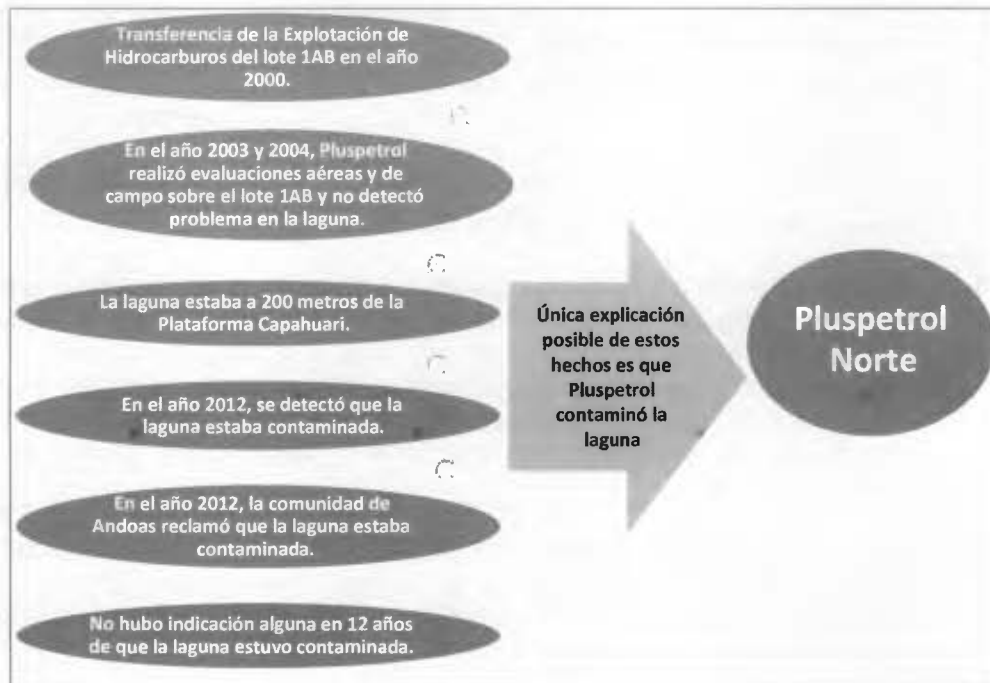 Transferencia de la Explotación de
Hidrocarburos del lote 1AB en el año
2000.
En el año 2003 y 2004, Pluspetrol
realizó evaluaciones aéreas y de
campo sobre el lote 1AB y no detectó
problema en la laguna.
La laguna estaba a 200 metros de la
Plataforma Capahuari.
En el año 2012, se detectó que la
laguna estaba contaminada.
En el año 2012, la comunidad de
Andoas reclamó que la laguna estaba
contaminada.
No hubo indicación alguna en 12 años
de que la laguna estuvo contaminada.
Única explicación
posible de estos
hechos es que
Pluspetrol
contaminó la
laguna
Pluspetrol
Norte